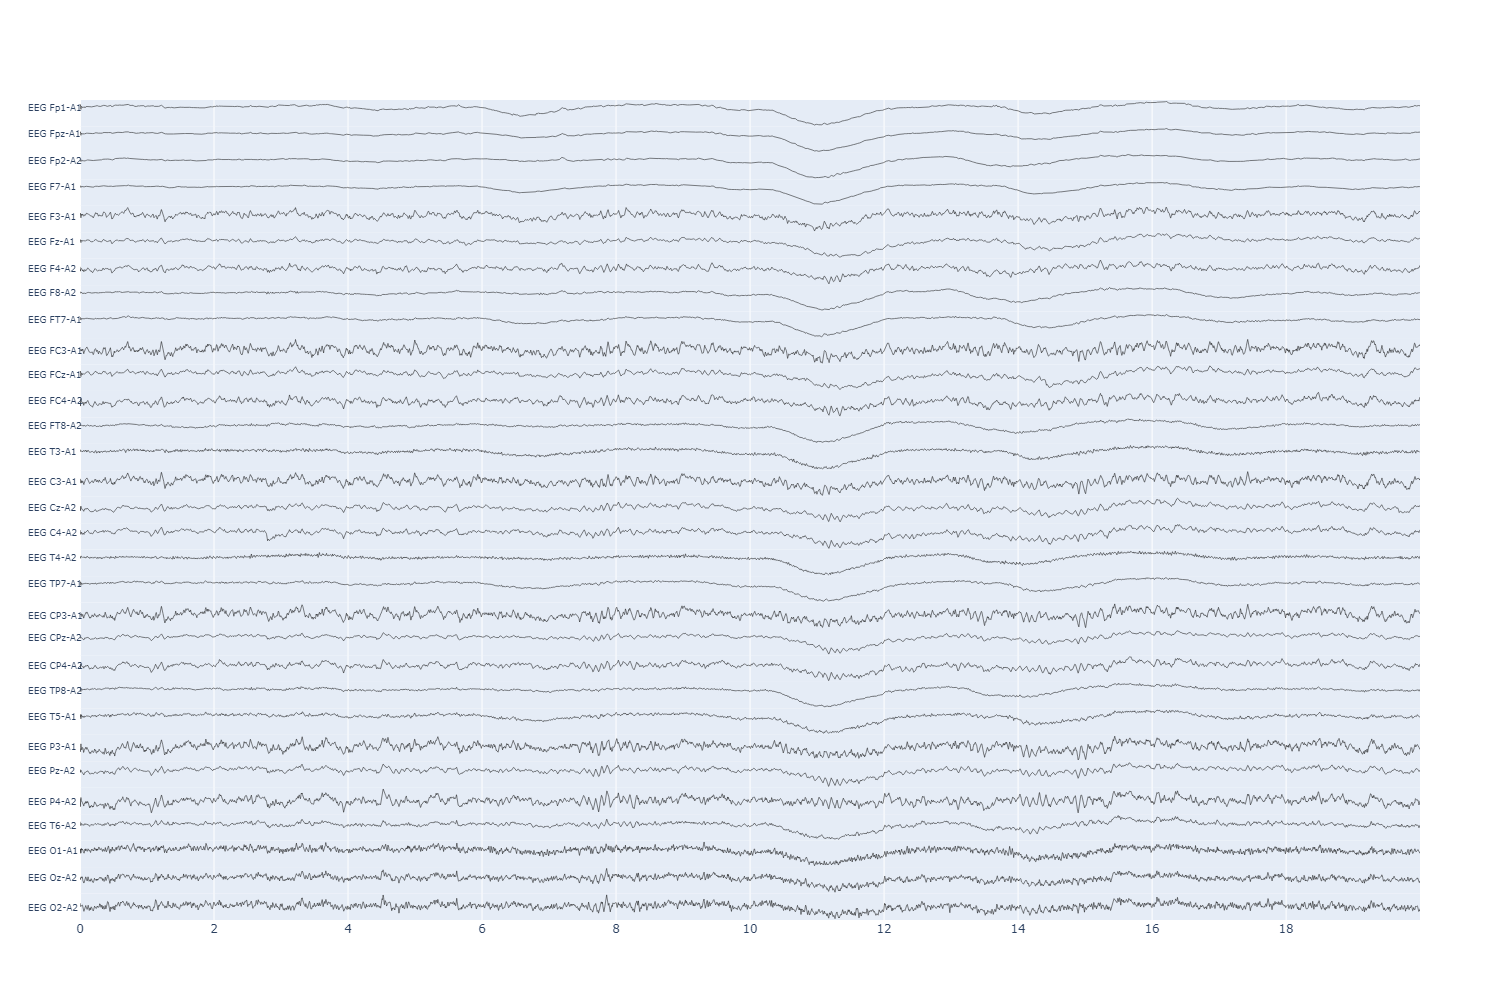 EEG Fp1-A1
EEG Fpz-A1
EEG Fp2-A2
EEG F7-A1
EEG F3-A1
EEG Fz-A1
EEG F4-A2
EEG F8-A2
EEG FT7-A1
EEG FC3-A1
EEG FCz-A1
EEG FC4-A2
EEG FT8-A2
EEG T3-A1
EEG C3-A1
EEG Cz-A2
EEG C4-A2
EEG T4-A2
EEG TP7-A1
EEG CP3-A1
EEG CPz-A2
EEG CP4-A2
EEG TP8-A2
EEG T5-A1
EEG P3-A1
EEG Pz-A2
EEG P4-A2
EEG T6-A2
EEG O1-A1
EEG Oz-A2
EEG O2-A2
0 2 4 6 8 10 12 14 16 18